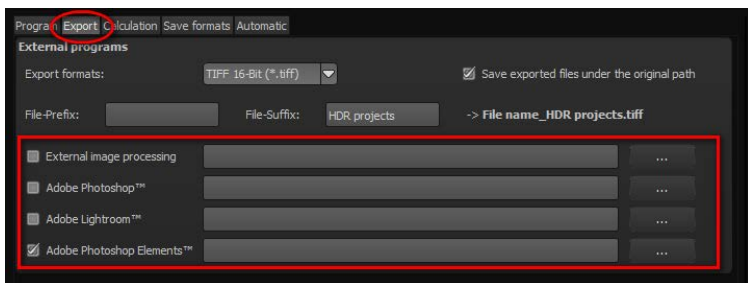 Program Export Calculation Save formats Automatic
External programs
Export formats: TIFF 16-Bit (*.tiff) Save exported files under the original path
File-Prefix: File-Suffix: HDR projects -> File name_HDR projects.tiff
External image processing ...
Adobe Photoshop™ ...
Adobe Lightroom™ ...
Adobe Photoshop Elements™ ...